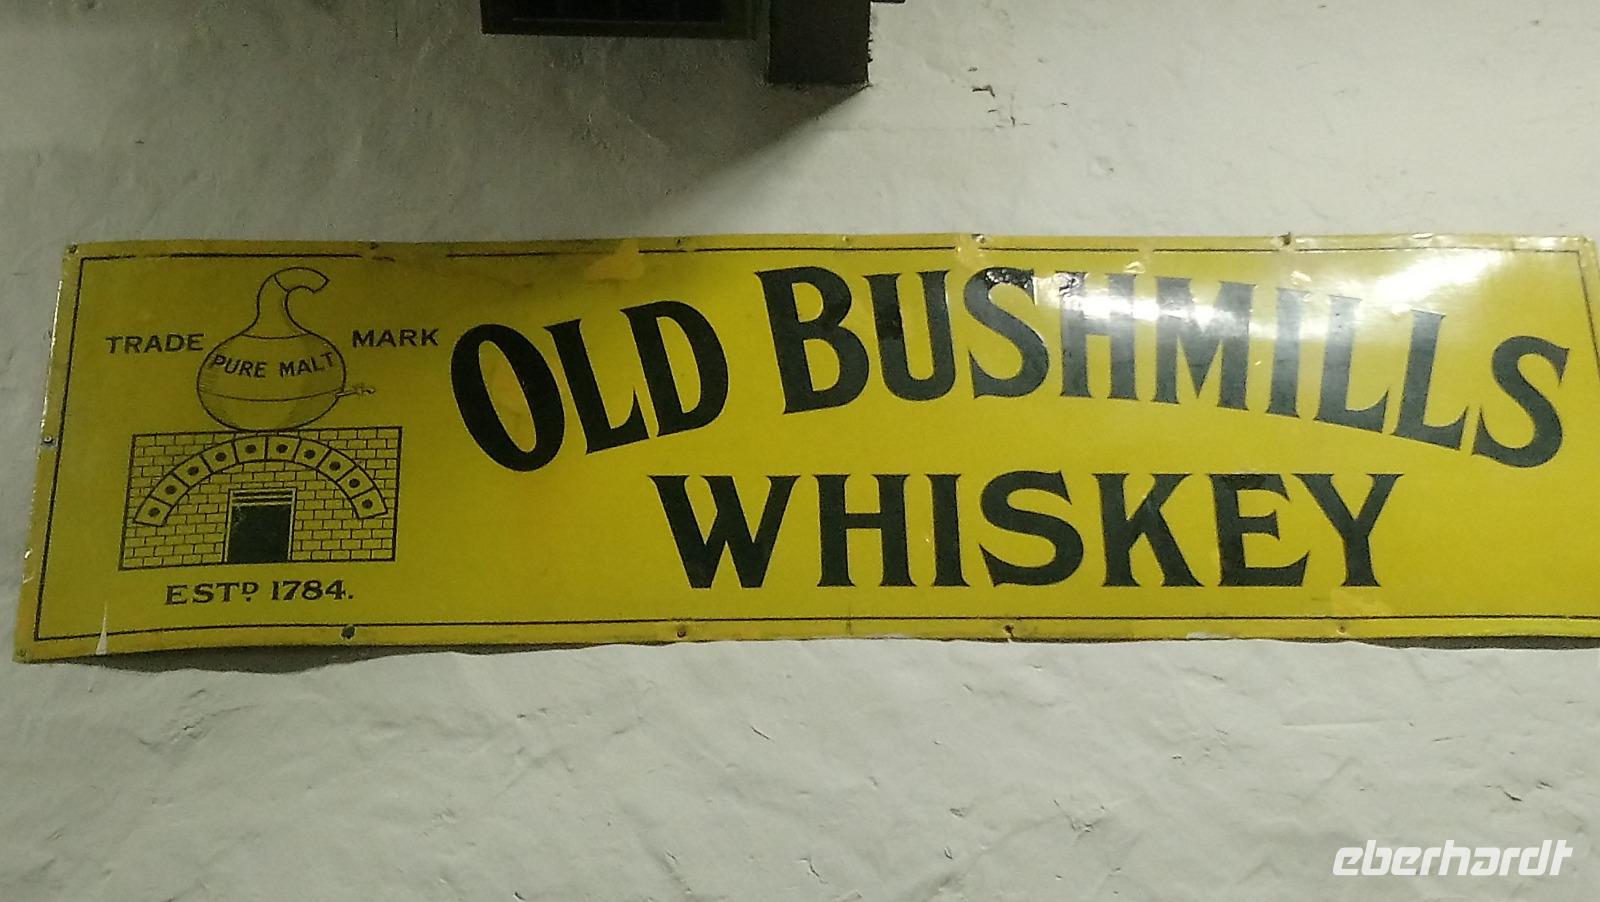 TRADE MARK
PURE MALT
ESTD 1784.
OLD BUSHMILLS
WHISKEY
eberhardt